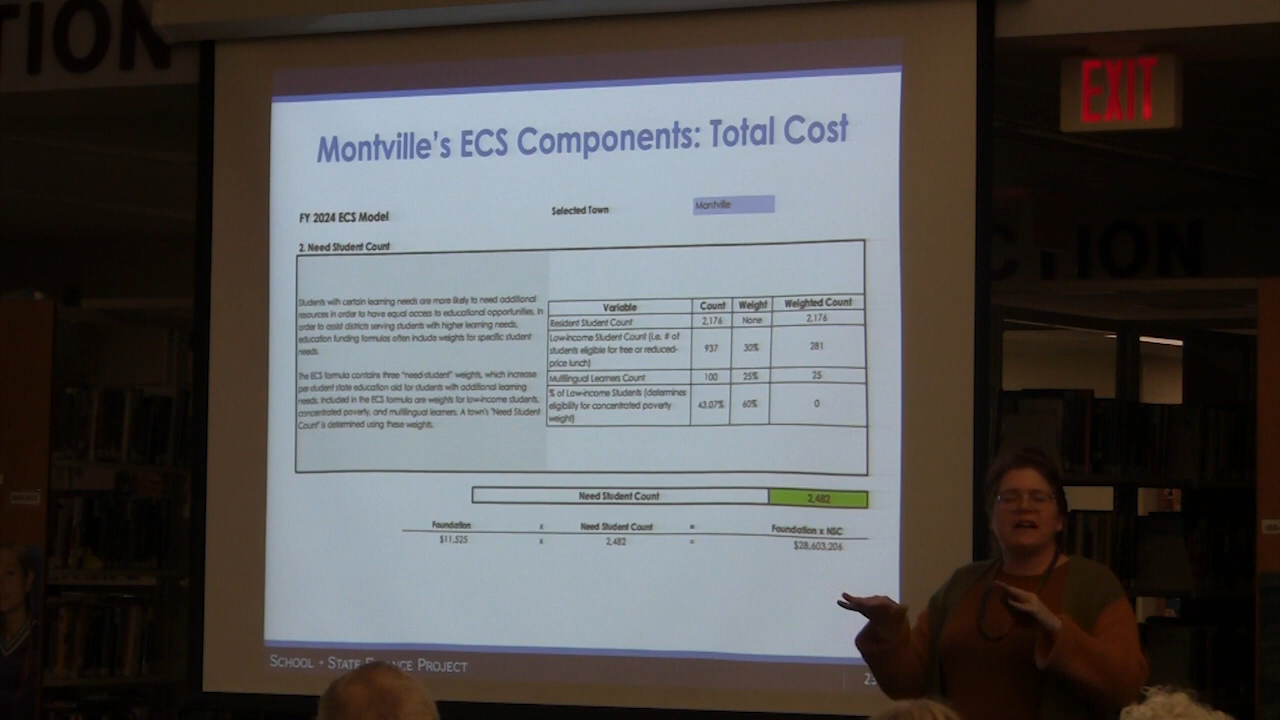 TION
EXIT
CTION
Montville's ECS Components: Total Cost
FY 2024 ECS Model
Selected Town
Montville
2. Need Student Count
Students with certain learning needs are more likely to need additional
resources in order to have equal access to educational opportunities. In
order to assist districts serving students with higher learning needs,
education funding formulas often include weights for specific student
needs.
The ECS formula contains three "need-student" weights, which increase
per student state education aid for students with additional learning
needs. Included in the ECS formula are weights for low-income students,
concentrated poverty, and multilingual learners. A town's "Need Student
Count" is determined using these weights.
Variable Count Weight Weighted Count
Resident Student Count 2,176 None 2,176
Low-income Student Count (i.e. # of
students eligible for free or reduced-
price lunch) 937 30% 281
Multilingual Learners Count 100 25% 25
% of Low-income Students (determines
eligibility for concentrated poverty
weight) 43.07% 60% 0
Need Student Count 2,482
Foundation x Need Student Count = Foundation x NSC
$11,525 x 2,482 = $28,603,206
SCHOOL + STATE FINANCE PROJECT
23